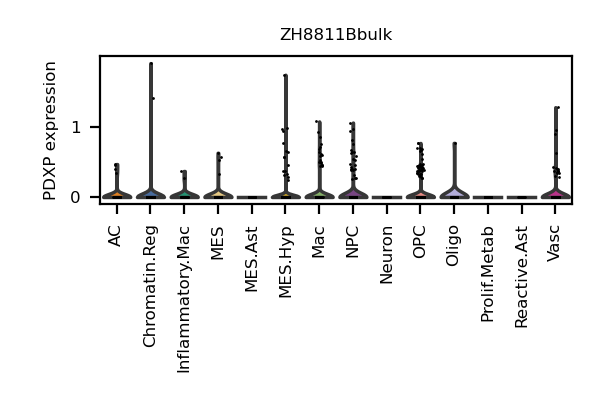 ZH8811Bbulk
PDXP expression
1
0
AC
Chromatin.Reg
Inflammatory.Mac
MES
MES.Ast
MES.Hyp
Mac
NPC
Neuron
OPC
Oligo
Prolif.Metab
Reactive.Ast
Vasc